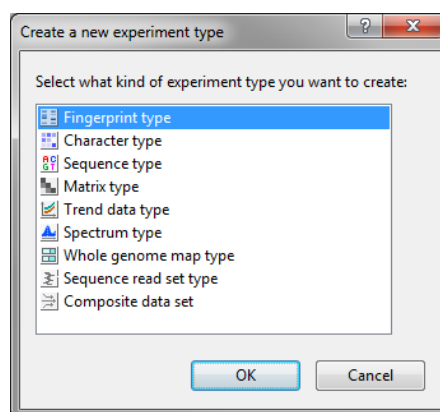 Create a new experiment type
Select what kind of experiment type you want to create:
Fingerprint type
Character type
Sequence type
Matrix type
Trend data type
Spectrum type
Whole genome map type
Sequence read set type
Composite data set
OK
Cancel